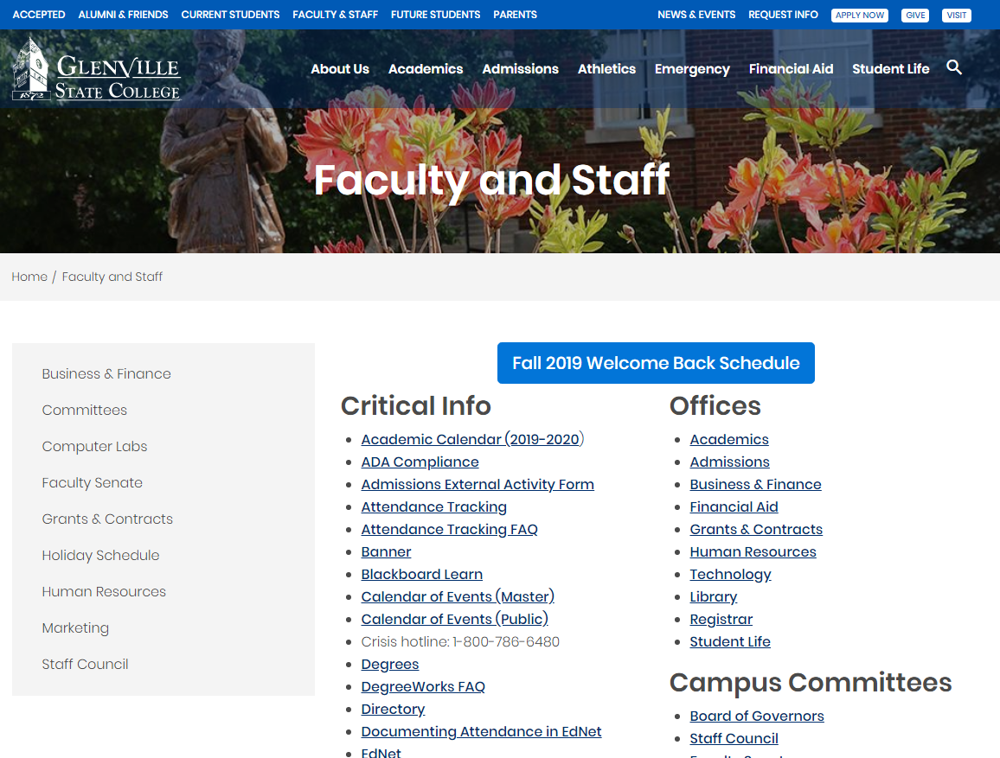 ACCEPTED ALUMNI & FRIENDS CURRENT STUDENTS FACULTY & STAFF FUTURE STUDENTS PARENTS NEWS & EVENTS REQUEST INFO APPLY NOW GIVE VISIT
GLENVILLE
STATE COLLEGE
1872
About Us Academics Admissions Athletics Emergency Financial Aid Student Life
Faculty and Staff
Home / Faculty and Staff
Business & Finance
Committees
Computer Labs
Faculty Senate
Grants & Contracts
Holiday Schedule
Human Resources
Marketing
Staff Council
Fall 2019 Welcome Back Schedule
Critical Info
Academic Calendar (2019-2020)
ADA Compliance
Admissions External Activity Form
Attendance Tracking
Attendance Tracking FAQ
Banner
Blackboard Learn
Calendar of Events (Master)
Calendar of Events (Public)
Crisis hotline: 1-800-786-6480
Degrees
DegreeWorks FAQ
Directory
Documenting Attendance in EdNet
EdNet
Offices
Academics
Admissions
Business & Finance
Financial Aid
Grants & Contracts
Human Resources
Technology
Library
Registrar
Student Life
Campus Committees
Board of Governors
Staff Council